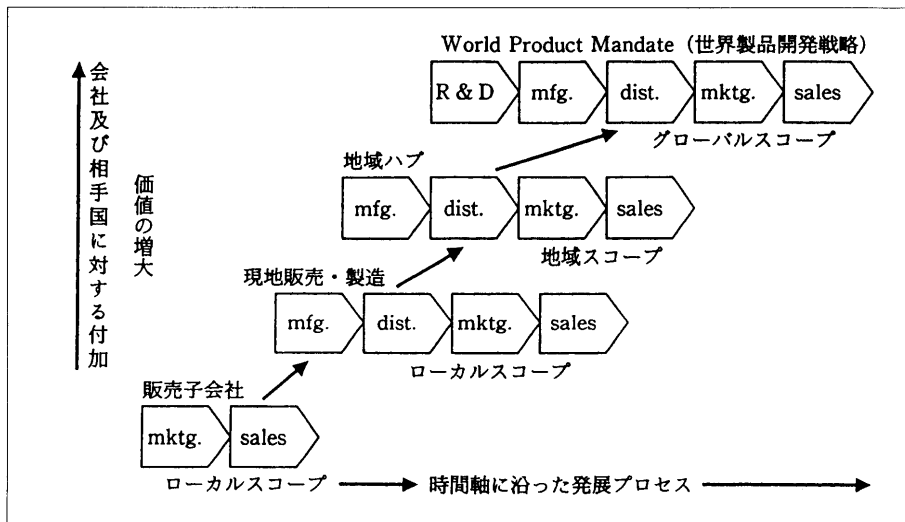 World Product Mandate (世界製品開発戦略)
R & D mfg. dist. mktg. sales
グローバルスコープ
地域ハブ
mfg. dist. mktg. sales
地域スコープ
現地販売・製造
mfg. dist. mktg. sales
ローカルスコープ
販売子会社
mktg. sales
ローカルスコープ
時間軸に沿った発展プロセス
会社及び相手国に対する付加
価値の増大